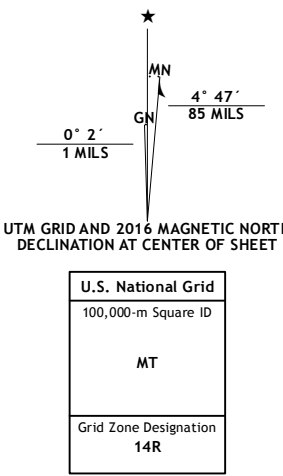 ★
MN
GN
4° 47´
85 MILS
0° 2´
1 MILS
UTM GRID AND 2016 MAGNETIC NORTH
DECLINATION AT CENTER OF SHEET
U.S. National Grid
100,000-m Square ID
MT
Grid Zone Designation
14R